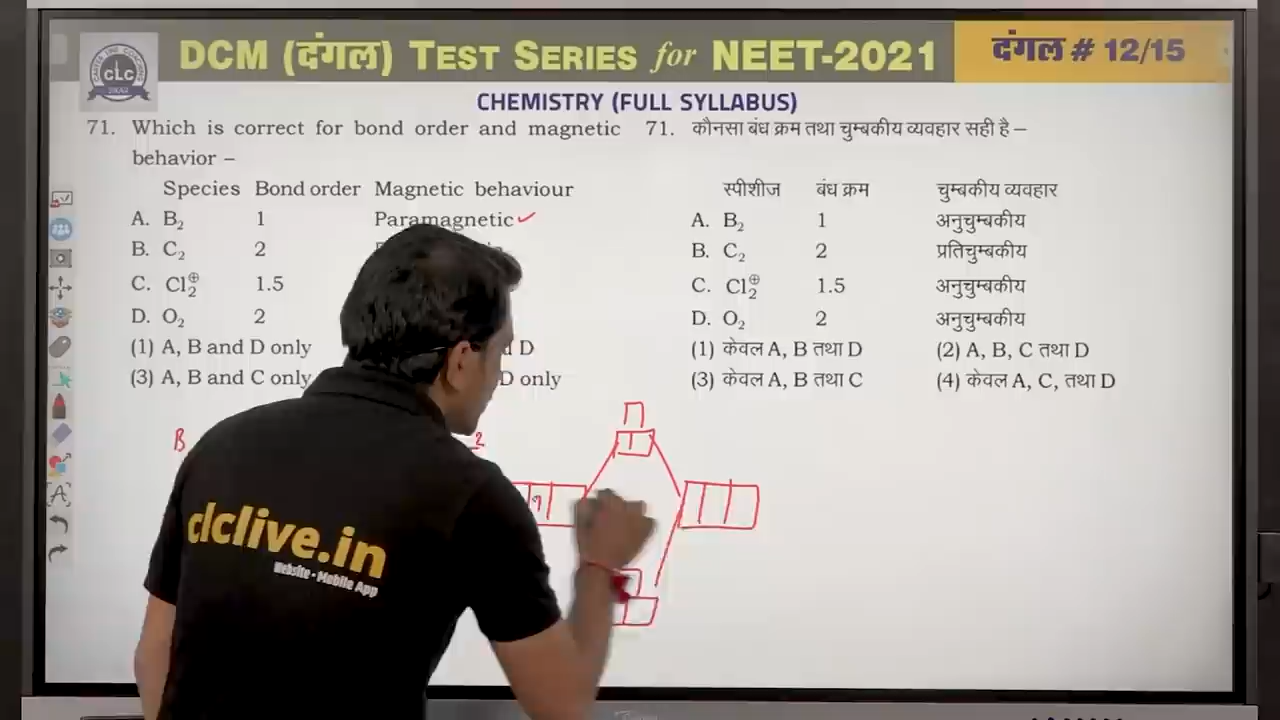 DCM (दंगल) TEST SERIES for NEET-2021
दंगल # 12/15
CLC
CHEMISTRY (FULL SYLLABUS)
71. Which is correct for bond order and magnetic behavior –
Species Bond order Magnetic behaviour
A. B₂ 1 Paramagnetic ✓
B. C₂ 2
C. Cl₂⊕ 1.5
D. O₂ 2
(1) A, B and D only
D
(3) A, B and C only
D only
71. कौनसा बंध क्रम तथा चुम्बकीय व्यवहार सही है –
स्पीशीज बंध क्रम चुम्बकीय व्यवहार
A. B₂ 1 अनुचुम्बकीय
B. C₂ 2 प्रतिचुम्बकीय
C. Cl₂⊕ 1.5 अनुचुम्बकीय
D. O₂ 2 अनुचुम्बकीय
(1) केवल A, B तथा D (2) A, B, C तथा D
(3) केवल A, B तथा C (4) केवल A, C, तथा D
B
2
clclive.in
Website • Mobile App